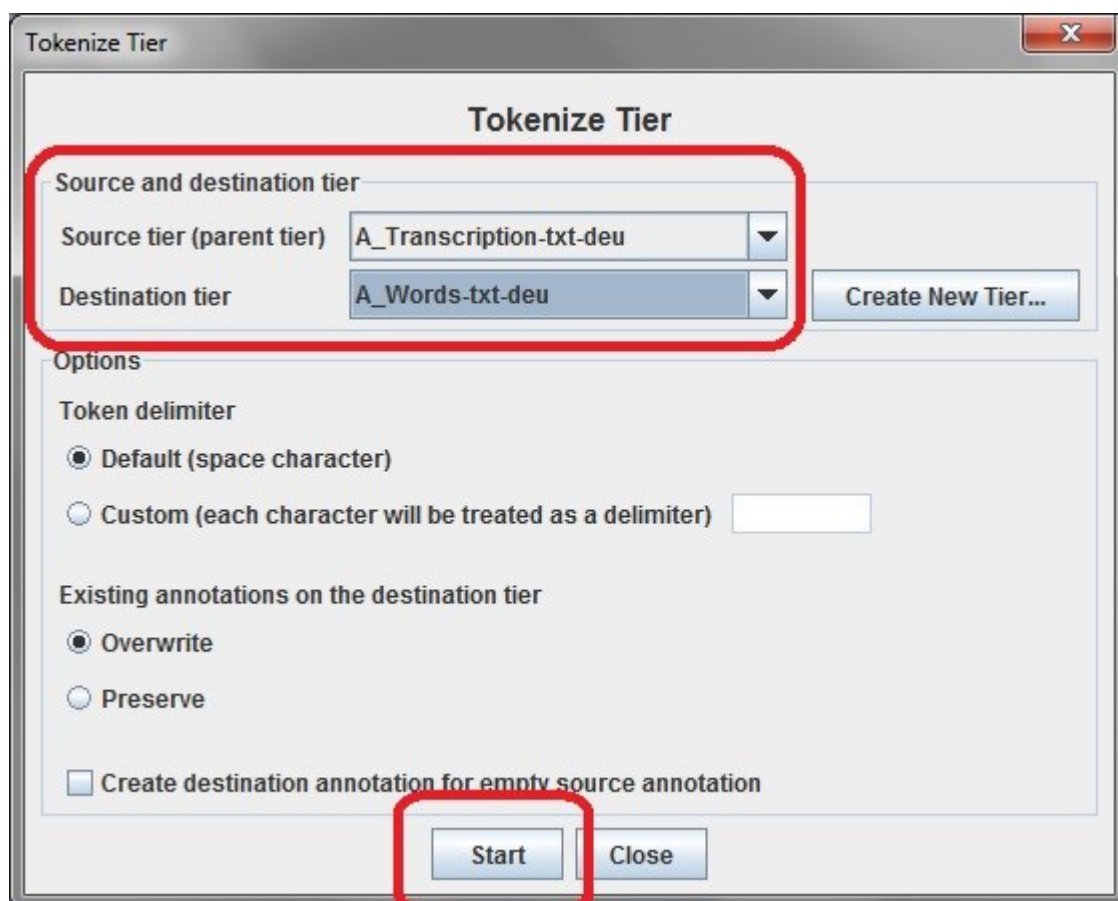 Tokenize Tier
Tokenize Tier
Source and destination tier
Source tier (parent tier) A_Transcription-txt-deu
Destination tier A_Words-txt-deu Create New Tier...
Options
Token delimiter
Default (space character)
Custom (each character will be treated as a delimiter)
Existing annotations on the destination tier
Overwrite
Preserve
Create destination annotation for empty source annotation
Start Close